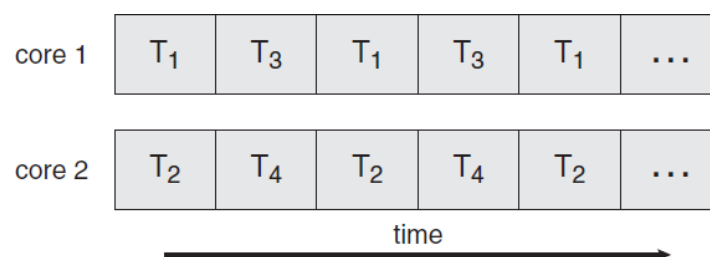 core 1 T₁ T₃ T₁ T₃ T₁ ...
core 2 T₂ T₄ T₂ T₄ T₂ ...
time